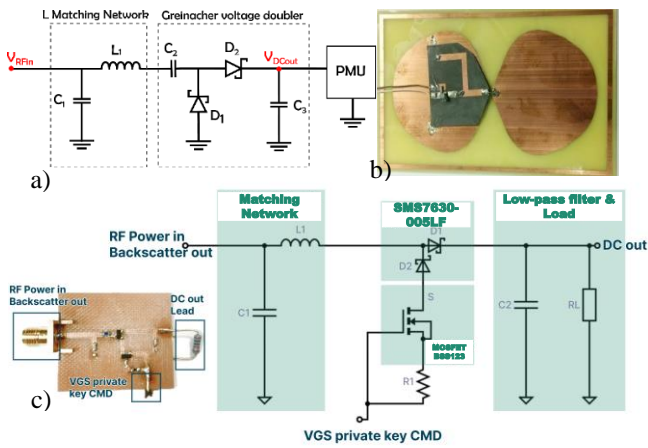 L Matching Network
Greinacher voltage doubler
VRFin
L1
C2
D2
VDCout
PMU
C1
D1
C3
a)
b)
Matching
Network
SMS7630-
005LF
Low-pass filter &
Load
RF Power in
Backscatter out
L1
D1
DC out
D2
RF Power in
Backscatter out
DC out
Lead
C1
S
C2
RL
MOSFET
BSS123
R1
VGS private
key CMD
c)
VGS private key CMD